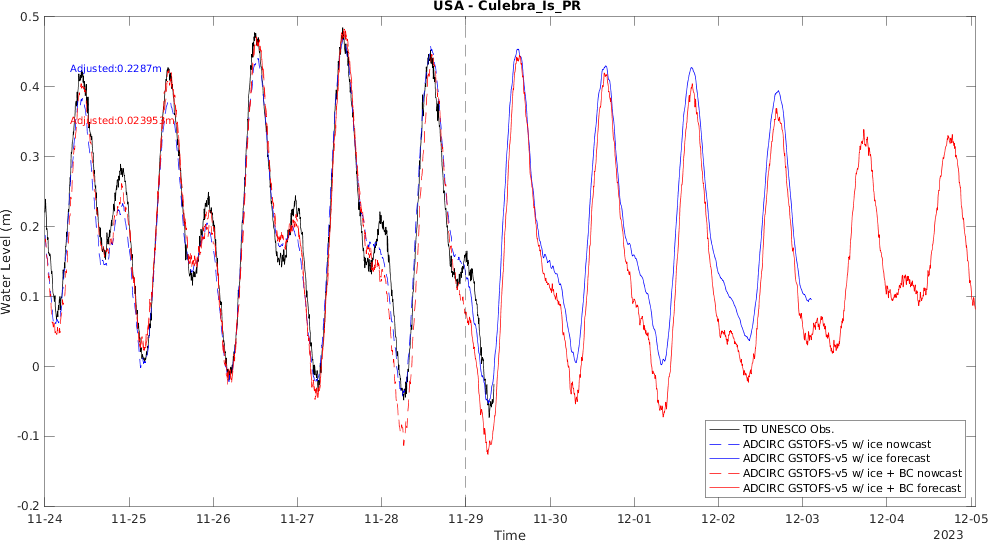 USA - Culebra_Is_PR
0.5
0.4
0.3
0.2
0.1
0
-0.1
-0.2
Water Level (m)
Adjusted:0.2287m
Adjusted:0.023953m
TD UNESCO Obs.
ADCIRC GSTOFS-v5 w/ ice nowcast
ADCIRC GSTOFS-v5 w/ ice forecast
ADCIRC GSTOFS-v5 w/ ice + BC nowcast
ADCIRC GSTOFS-v5 w/ ice + BC forecast
11-24 11-25 11-26 11-27 11-28 11-29 11-30 12-01 12-02 12-03 12-04 12-05
Time
2023